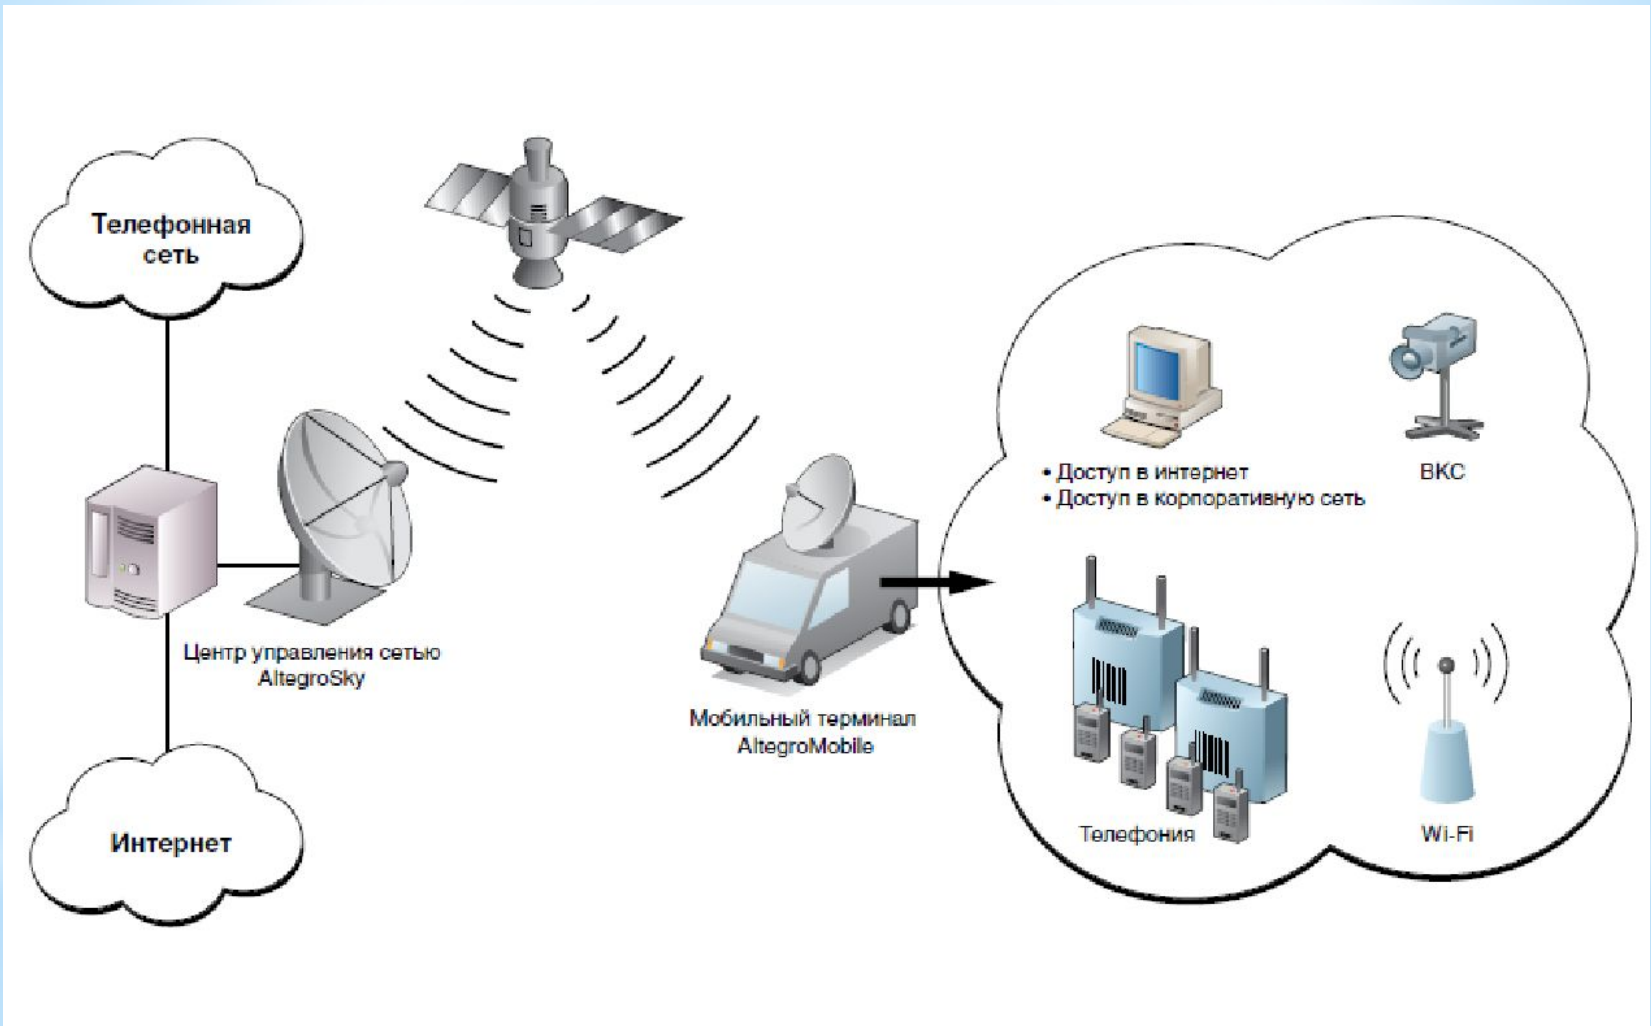 Телефонная
сеть
• Доступ в интернет
• Доступ в корпоративную сеть
ВКС
Центр управления сетью
AltegroSky
Мобильный терминал
AltegroMobile
Телефония
Wi-Fi
Интернет